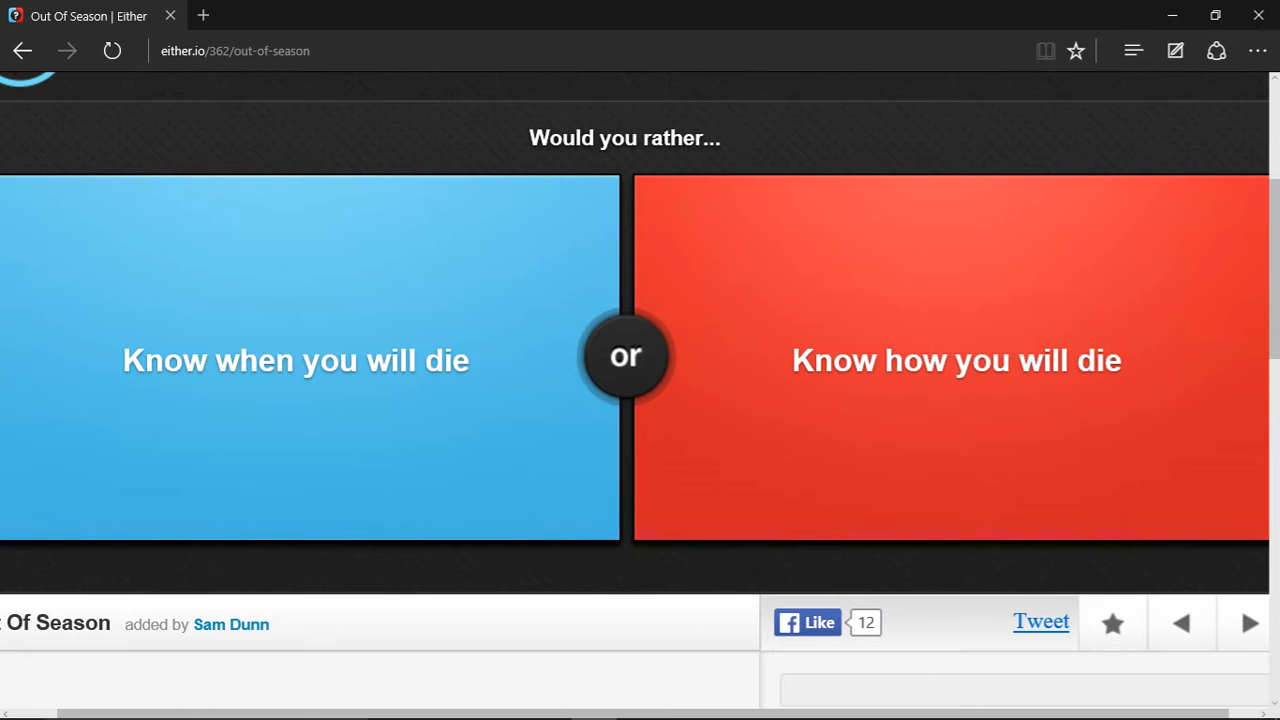 Out Of Season | Either
either.io/362/out-of-season
Would you rather...
Know when you will die
or
Know how you will die
Of Season added by Sam Dunn
Like 12
Tweet